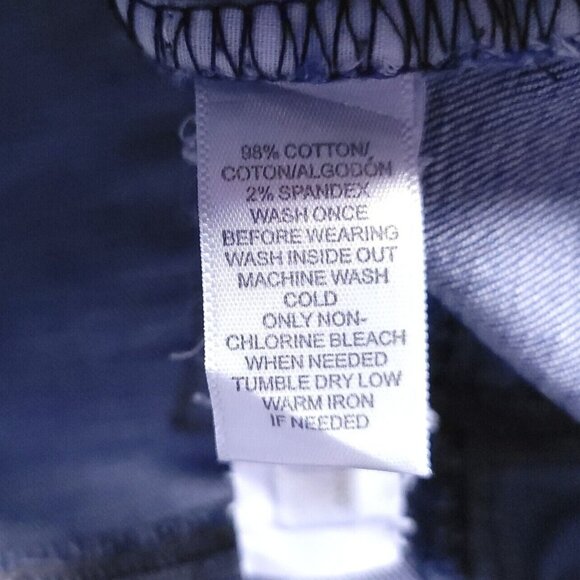 98% COTTON/
COTON/ALGODÓN
2% SPANDEX
WASH ONCE
BEFORE WEARING
WASH INSIDE OUT
MACHINE WASH
COLD
ONLY NON-
CHLORINE BLEACH
WHEN NEEDED
TUMBLE DRY LOW
WARM IRON
IF NEEDED